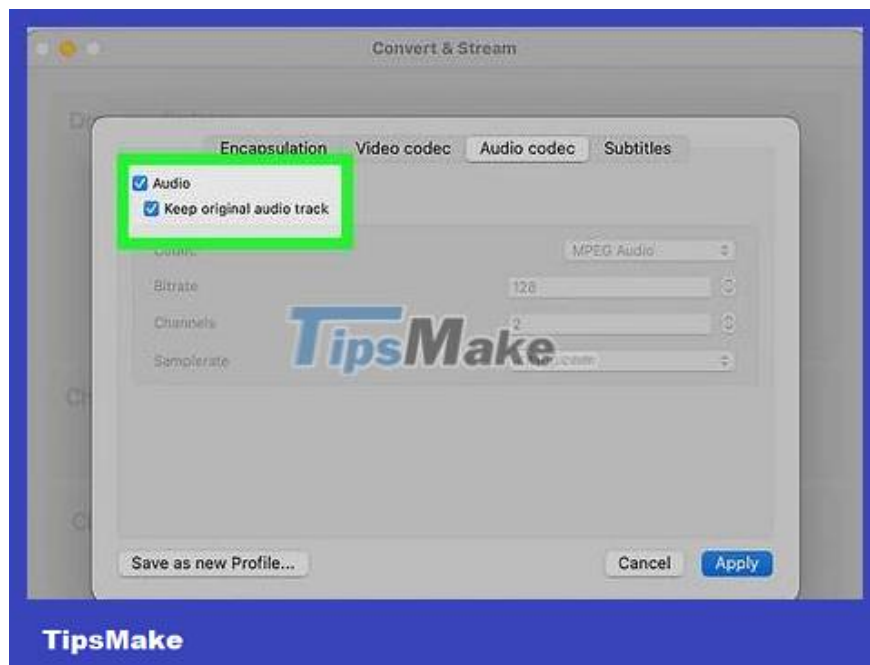 Convert & Stream
Encapsulation Video codec Audio codec Subtitles
Audio
Keep original audio track
Codec MPEG Audio
Bitrate 128
Channels 2
Samplerate
TipsMake
.com
Save as new Profile... Cancel Apply
TipsMake